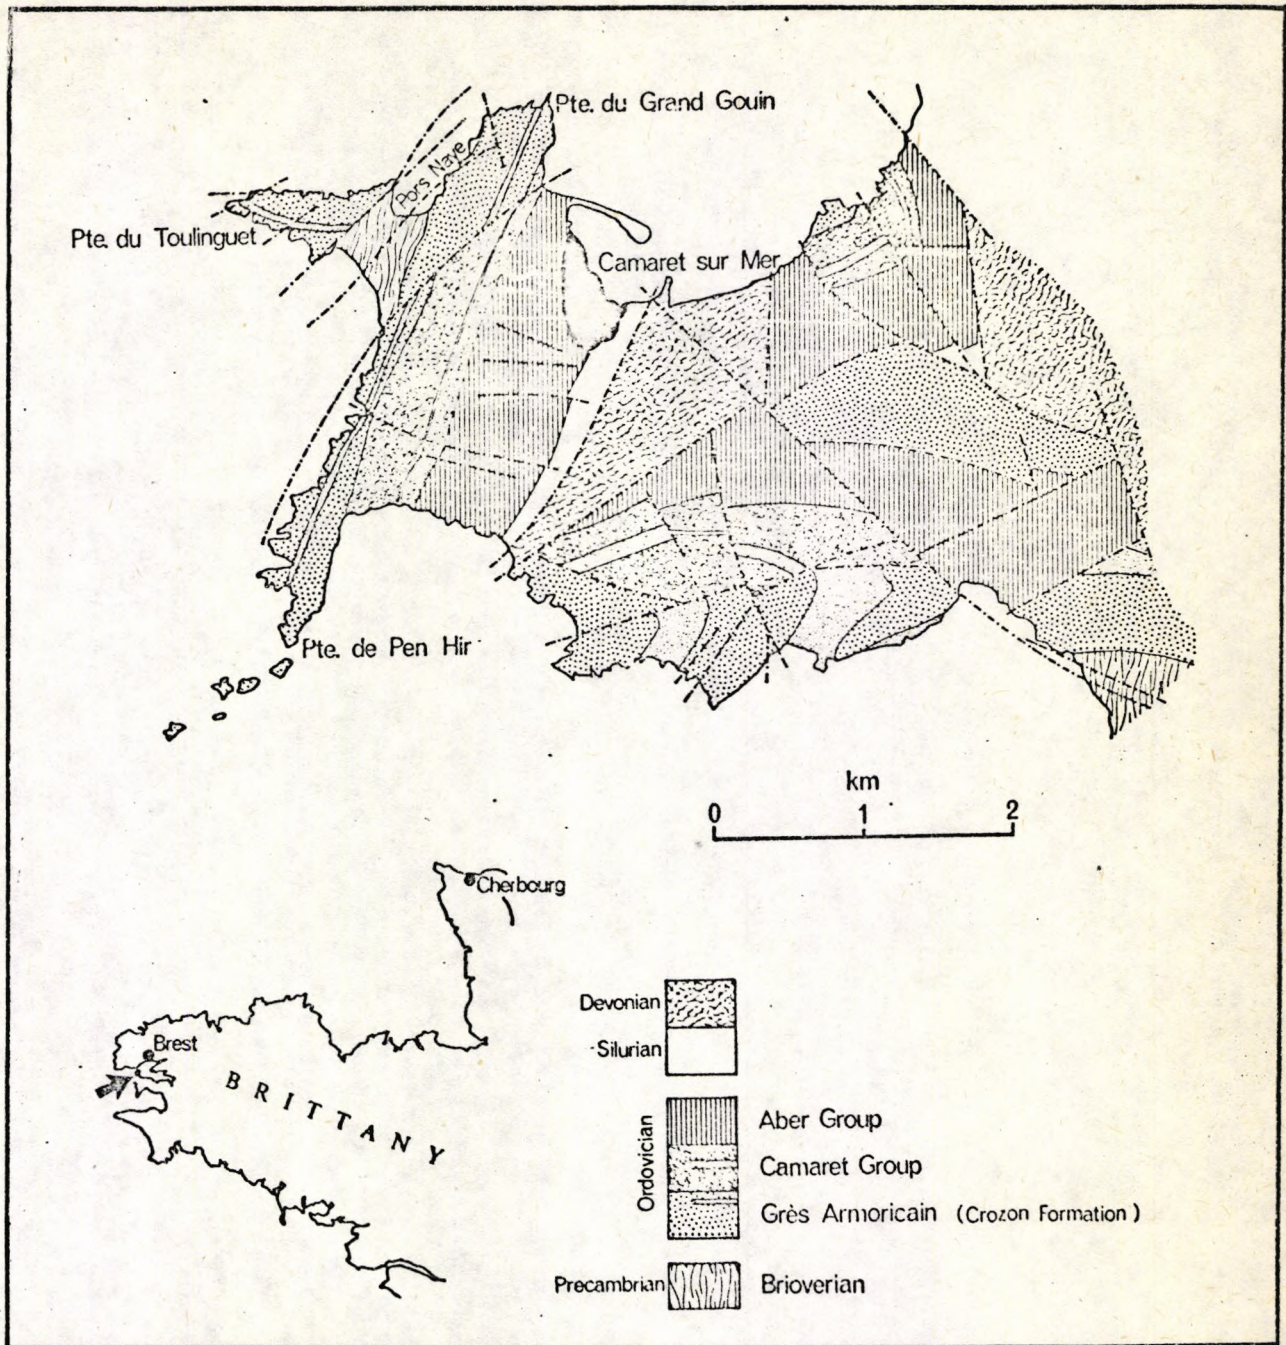 Pte. du Grand Gouin
Pors Naye
Pte. du Toulinguet
Camaret sur Mer
Pte. de Pen Hir
km
0 1 2
Cherbourg
Brest
BRITTANY
Devonian
Silurian
Ordovician
Aber Group
Camaret Group
Grès Armoricain (Crozon Formation)
Precambrian
Brioverian